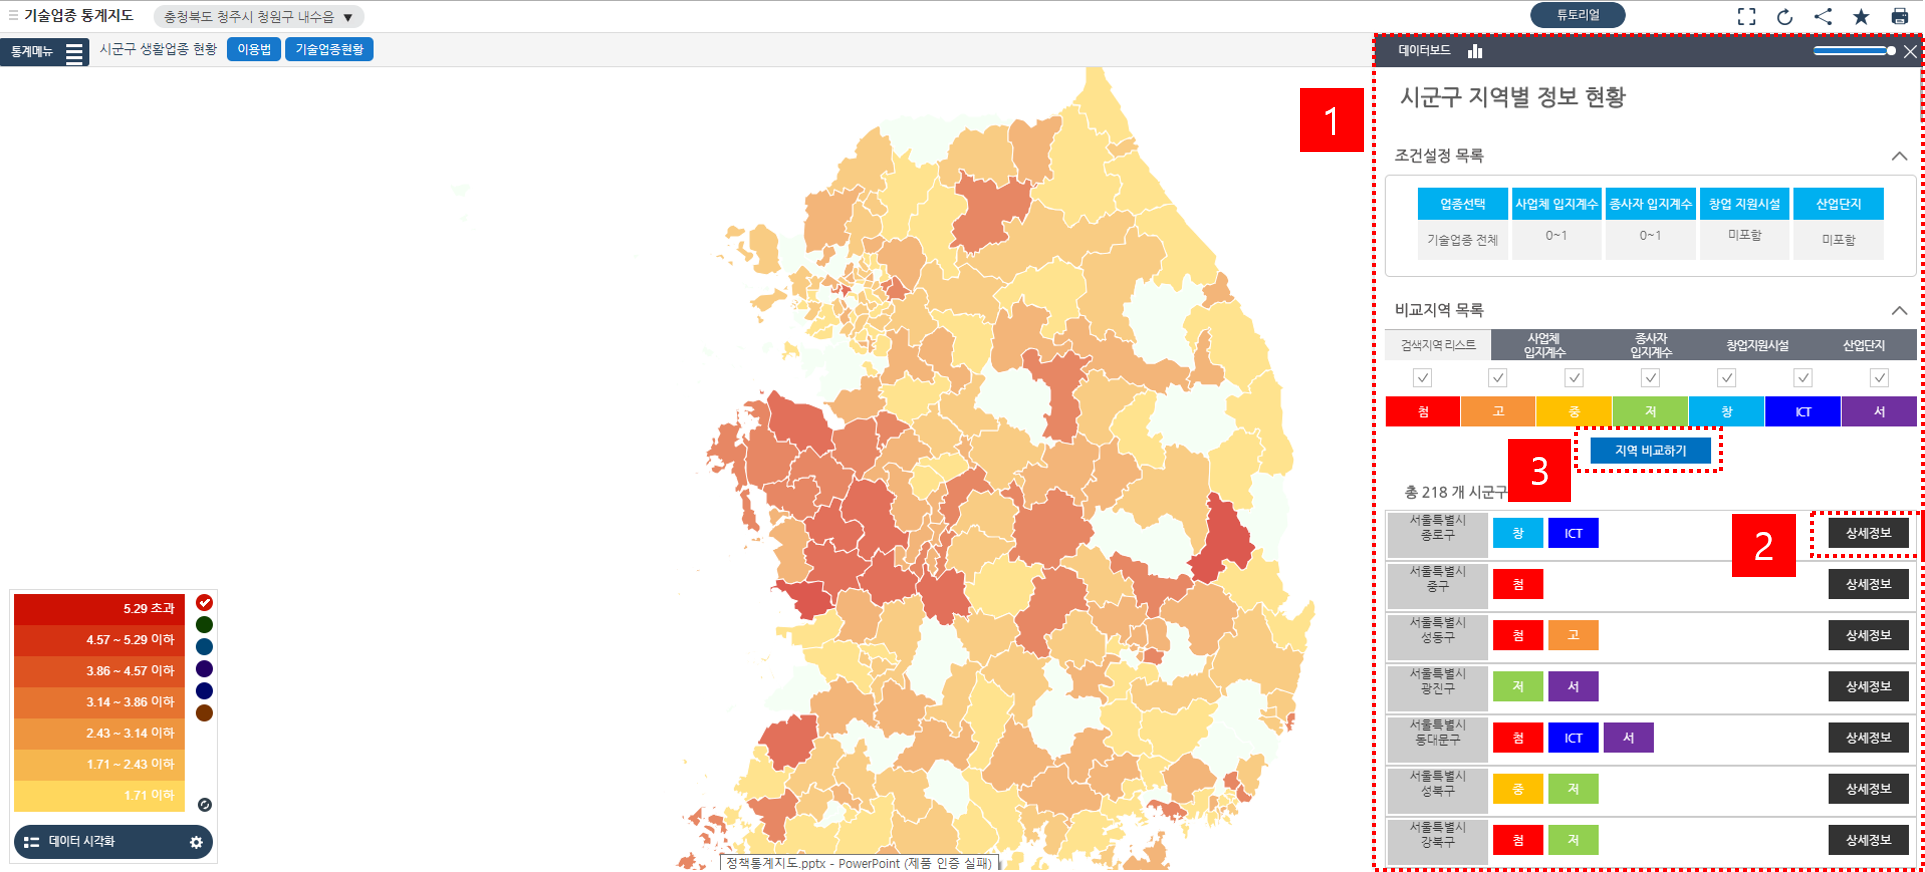 기술업종 통계지도
충청북도 청주시 청원구 내수읍 ▼
튜토리얼
통계메뉴
시군구 생활업종 현황
이용법
기술업종현황
데이터보드
시군구 지역별 정보 현황
1
조건설정 목록
업종선택 사업체 입지계수 종사자 입지계수 창업 지원시설 산업단지
기술업종 전체 0~1 0~1 미포함 미포함
비교지역 목록
검색지역 리스트 사업체 입지계수 종사자 입지계수 창업지원시설 산업단지
첨 고 중 저 창 ICT 서
지역 비교하기
3
총 218 개 시군구
2
서울특별시
종로구
창 ICT 상세정보
서울특별시
중구
첨 상세정보
서울특별시
성동구
첨 고 상세정보
서울특별시
광진구
저 서 상세정보
서울특별시
동대문구
첨 ICT 서 상세정보
서울특별시
성북구
중 저 상세정보
서울특별시
강북구
첨 저 상세정보
5.29 초과
4.57 ~ 5.29 이하
3.86 ~ 4.57 이하
3.14 ~ 3.86 이하
2.43 ~ 3.14 이하
1.71 ~ 2.43 이하
1.71 이하
데이터 시각화
정책통계지도.pptx - PowerPoint (제품 인증 실패)